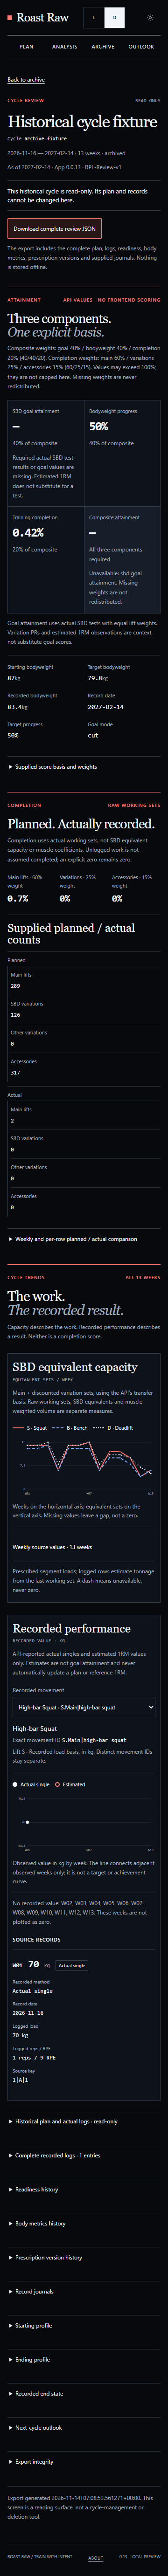 Roast Raw
L
D
PLAN
ANALYSIS
ARCHIVE
OUTLOOK
Back to archive
CYCLE REVIEW
READ-ONLY
Historical cycle fixture
Cycle archive-fixture
2026-11-16 — 2027-02-14 · 13 weeks · archived
As of 2027-02-14 · App 0.0.13 · RPL-Review-v1
This historical cycle is read-only. Its plan and records
cannot be changed here.
Download complete review JSON
The export includes the complete plan, logs, readiness, body
metrics, prescription versions and supplied journals. Nothing
is stored offline.
ATTAINMENT
API VALUES · NO FRONTEND SCORING
Three components.
One explicit basis.
Composite weights: goal 40% / bodyweight 40% / completion
20% (40/40/20). Completion weights: main 60% / variations
25% / accessories 15% (60/25/15). Values may exceed 100%;
they are not capped here. Missing weights are never
redistributed.
SBD goal attainment
—
40% of composite
Required actual SBD test
results or goal values are
missing. Estimated 1RM
does not substitute for a
test.
Bodyweight progress
50%
40% of composite
Training completion
0.42%
20% of composite
Composite attainment
—
All three components
required
Unavailable: sbd goal
attainment. Missing
weights are not
redistributed.
Goal attainment uses actual SBD tests with equal lift weights.
Variation PRs and estimated 1RM observations are context,
not substitute goal scores.
Starting bodyweight
87kg
Target bodyweight
79.8kg
Recorded bodyweight
83.4kg
Record date
2027-02-14
Target progress
50%
Goal mode
cut
Supplied score basis and weights
COMPLETION
RAW WORKING SETS
Planned. Actually recorded.
Completion uses actual working sets, not SBD equivalent
capacity or muscle coefficients. Unlogged work is not
presumed completed; an explicit zero remains zero.
Main lifts · 60%
weight
0.7%
Variations · 25%
weight
0%
Accessories · 15%
weight
0%
Supplied planned / actual
counts
Planned
Main lifts
289
SBD variations
126
Other variations
0
Accessories
317
Actual
Main lifts
2
SBD variations
0
Other variations
0
Accessories
0
Weekly and per-row planned / actual comparison
CYCLE TRENDS
ALL 13 WEEKS
The work.
The recorded result.
Capacity describes the work. Recorded performance describes
a result. Neither is a completion score.
SBD equivalent capacity
EQUIVALENT SETS / WEEK
S · Squat
B · Bench
D · Deadlift
Weeks on the horizontal axis; equivalent sets on the
vertical axis. Missing values leave a gap, not a zero.
Weekly source values · 13 weeks
Prescribed segment loads; logged rows estimate tonnage
from the last working set. A dash means unavailable,
never zero.
Recorded performance
RECORDED VALUE · KG
API-reported actual singles and estimated 1RM values
only. Estimates are not goal attainment and never
automatically update a plan or reference 1RM.
Recorded movement
High-bar Squat · S.Main|high-bar squat
High-bar Squat
Exact movement ID S.Main|high-bar squat
Lift S · Recorded load basis, in kg. Distinct movement IDs
stay separate.
Actual single
Estimated
Observed value in kg by week. The line connects adjacent
observed weeks only; it is not a target or achievement
curve.
No recorded value: W02, W03, W04, W05, W06, W07,
W08, W09, W10, W11, W12, W13. These weeks are not
plotted as zero.
SOURCE RECORDS
W01 70 kg Actual single
Recorded method
Actual single
Record date
2026-11-16
Logged load
70 kg
Logged reps / RPE
1 reps / 9 RPE
Source key
1|A|1
Historical plan and actual logs · read-only
Complete recorded logs · 1 entries
Readiness history
Body metrics history
Prescription version history
Record journals
Starting profile
Ending profile
Recorded end state
Next-cycle outlook
Export integrity
Export generated 2026-11-14T07:08:53.561271+00:00. This
screen is a reading surface, not a cycle-management or
deletion tool.
ROAST RAW / TRAIN WITH INTENT
ABOUT
0.13 · LOCAL PREVIEW